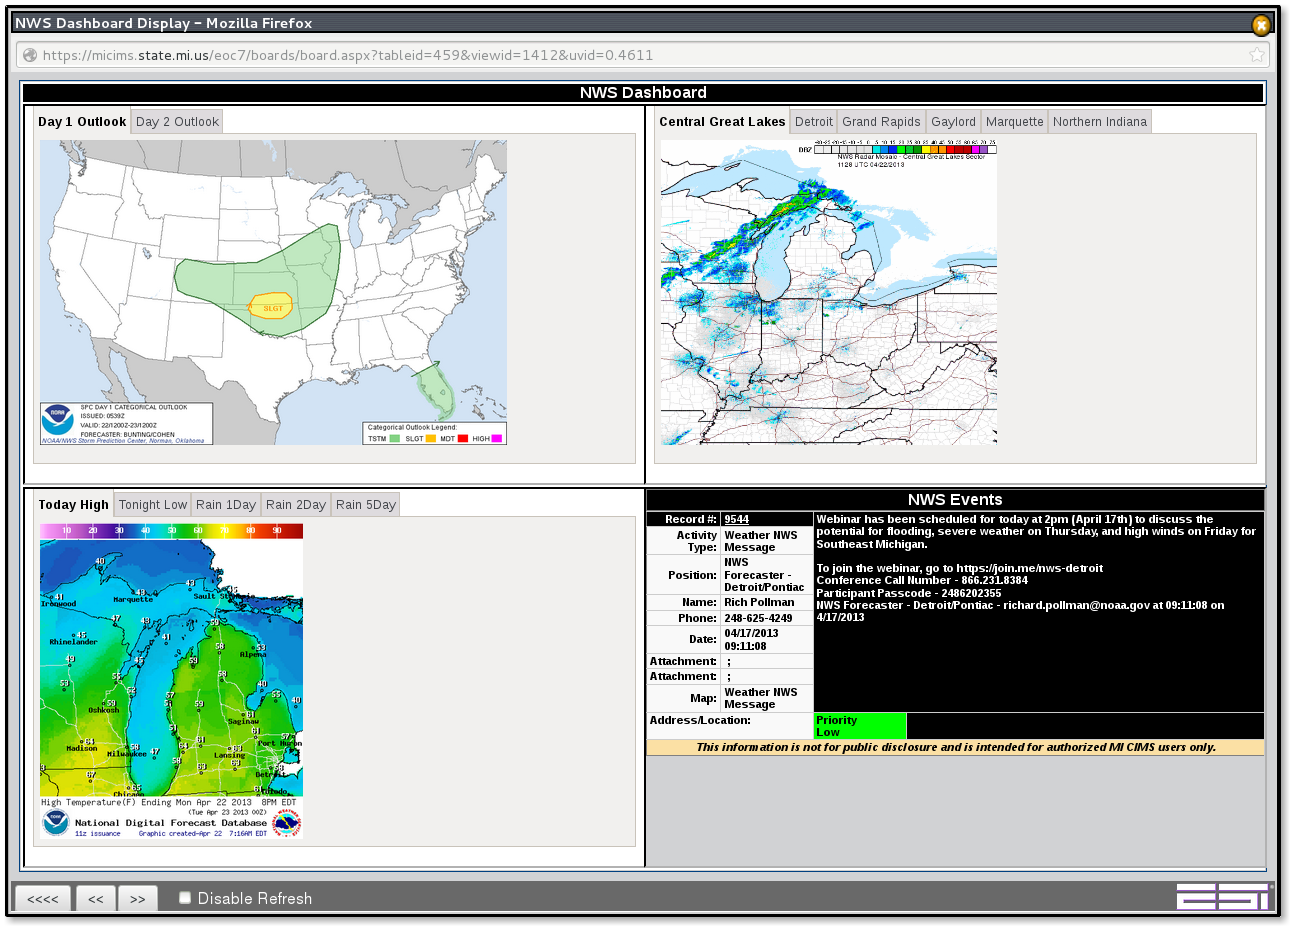 NWS Dashboard Display - Mozilla Firefox
https://micims.state.mi.us/eoc7/boards/board.aspx?tableid=459&viewid=1412&uvid=0.4611
NWS Dashboard
Day 1 Outlook
Day 2 Outlook
SLGT
NOAA
SPC DAY 1 CATEGORICAL OUTLOOK
ISSUED: 0539Z
VALID: 22/1200Z-23/1200Z
FORECASTER: BUNTING/COHEN
NOAA/NWS Storm Prediction Center, Norman, Oklahoma
Categorical Outlook Legend:
TSTM SLGT MDT HIGH
Central Great Lakes
Detroit
Grand Rapids
Gaylord
Marquette
Northern Indiana
DBZ
NWS Radar Mosaic - Central Great Lakes Sector
1128 UTC 04/22/2013
Today High
Tonight Low
Rain 1Day
Rain 2Day
Rain 5Day
10 20 30 40 50 60 70 80 90
Ironwood
Marquette
Rhinelander
Alpena
Oshkosh
Saginaw
Madison
Milwaukee
Lansing
Port Huron
Detroit
Chicago
Toledo
High Temperature(F) Ending Mon Apr 22 2013 8PM EDT
(Tue Apr 23 2013 00Z)
National Digital Forecast Database
11z issuance Graphic created-Apr 22 7:16AM EDT
NWS Events
Record #: 9544
Activity Type: Weather NWS Message
Position: NWS Forecaster - Detroit/Pontiac
Name: Rich Pollman
Phone: 248-625-4249
Date: 04/17/2013 09:11:08
Attachment: ;
Attachment: ;
Map: Weather NWS Message
Webinar has been scheduled for today at 2pm (April 17th) to discuss the
potential for flooding, severe weather on Thursday, and high winds on Friday for
Southeast Michigan.
To join the webinar, go to https://join.me/nws-detroit
Conference Call Number - 866.231.8384
Participant Passcode - 2486202355
NWS Forecaster - Detroit/Pontiac - richard.pollman@noaa.gov at 09:11:08 on
4/17/2013
Address/Location:
Priority
Low
This information is not for public disclosure and is intended for authorized MI CIMS users only.
<<<<
<<
>>
Disable Refresh
ESi